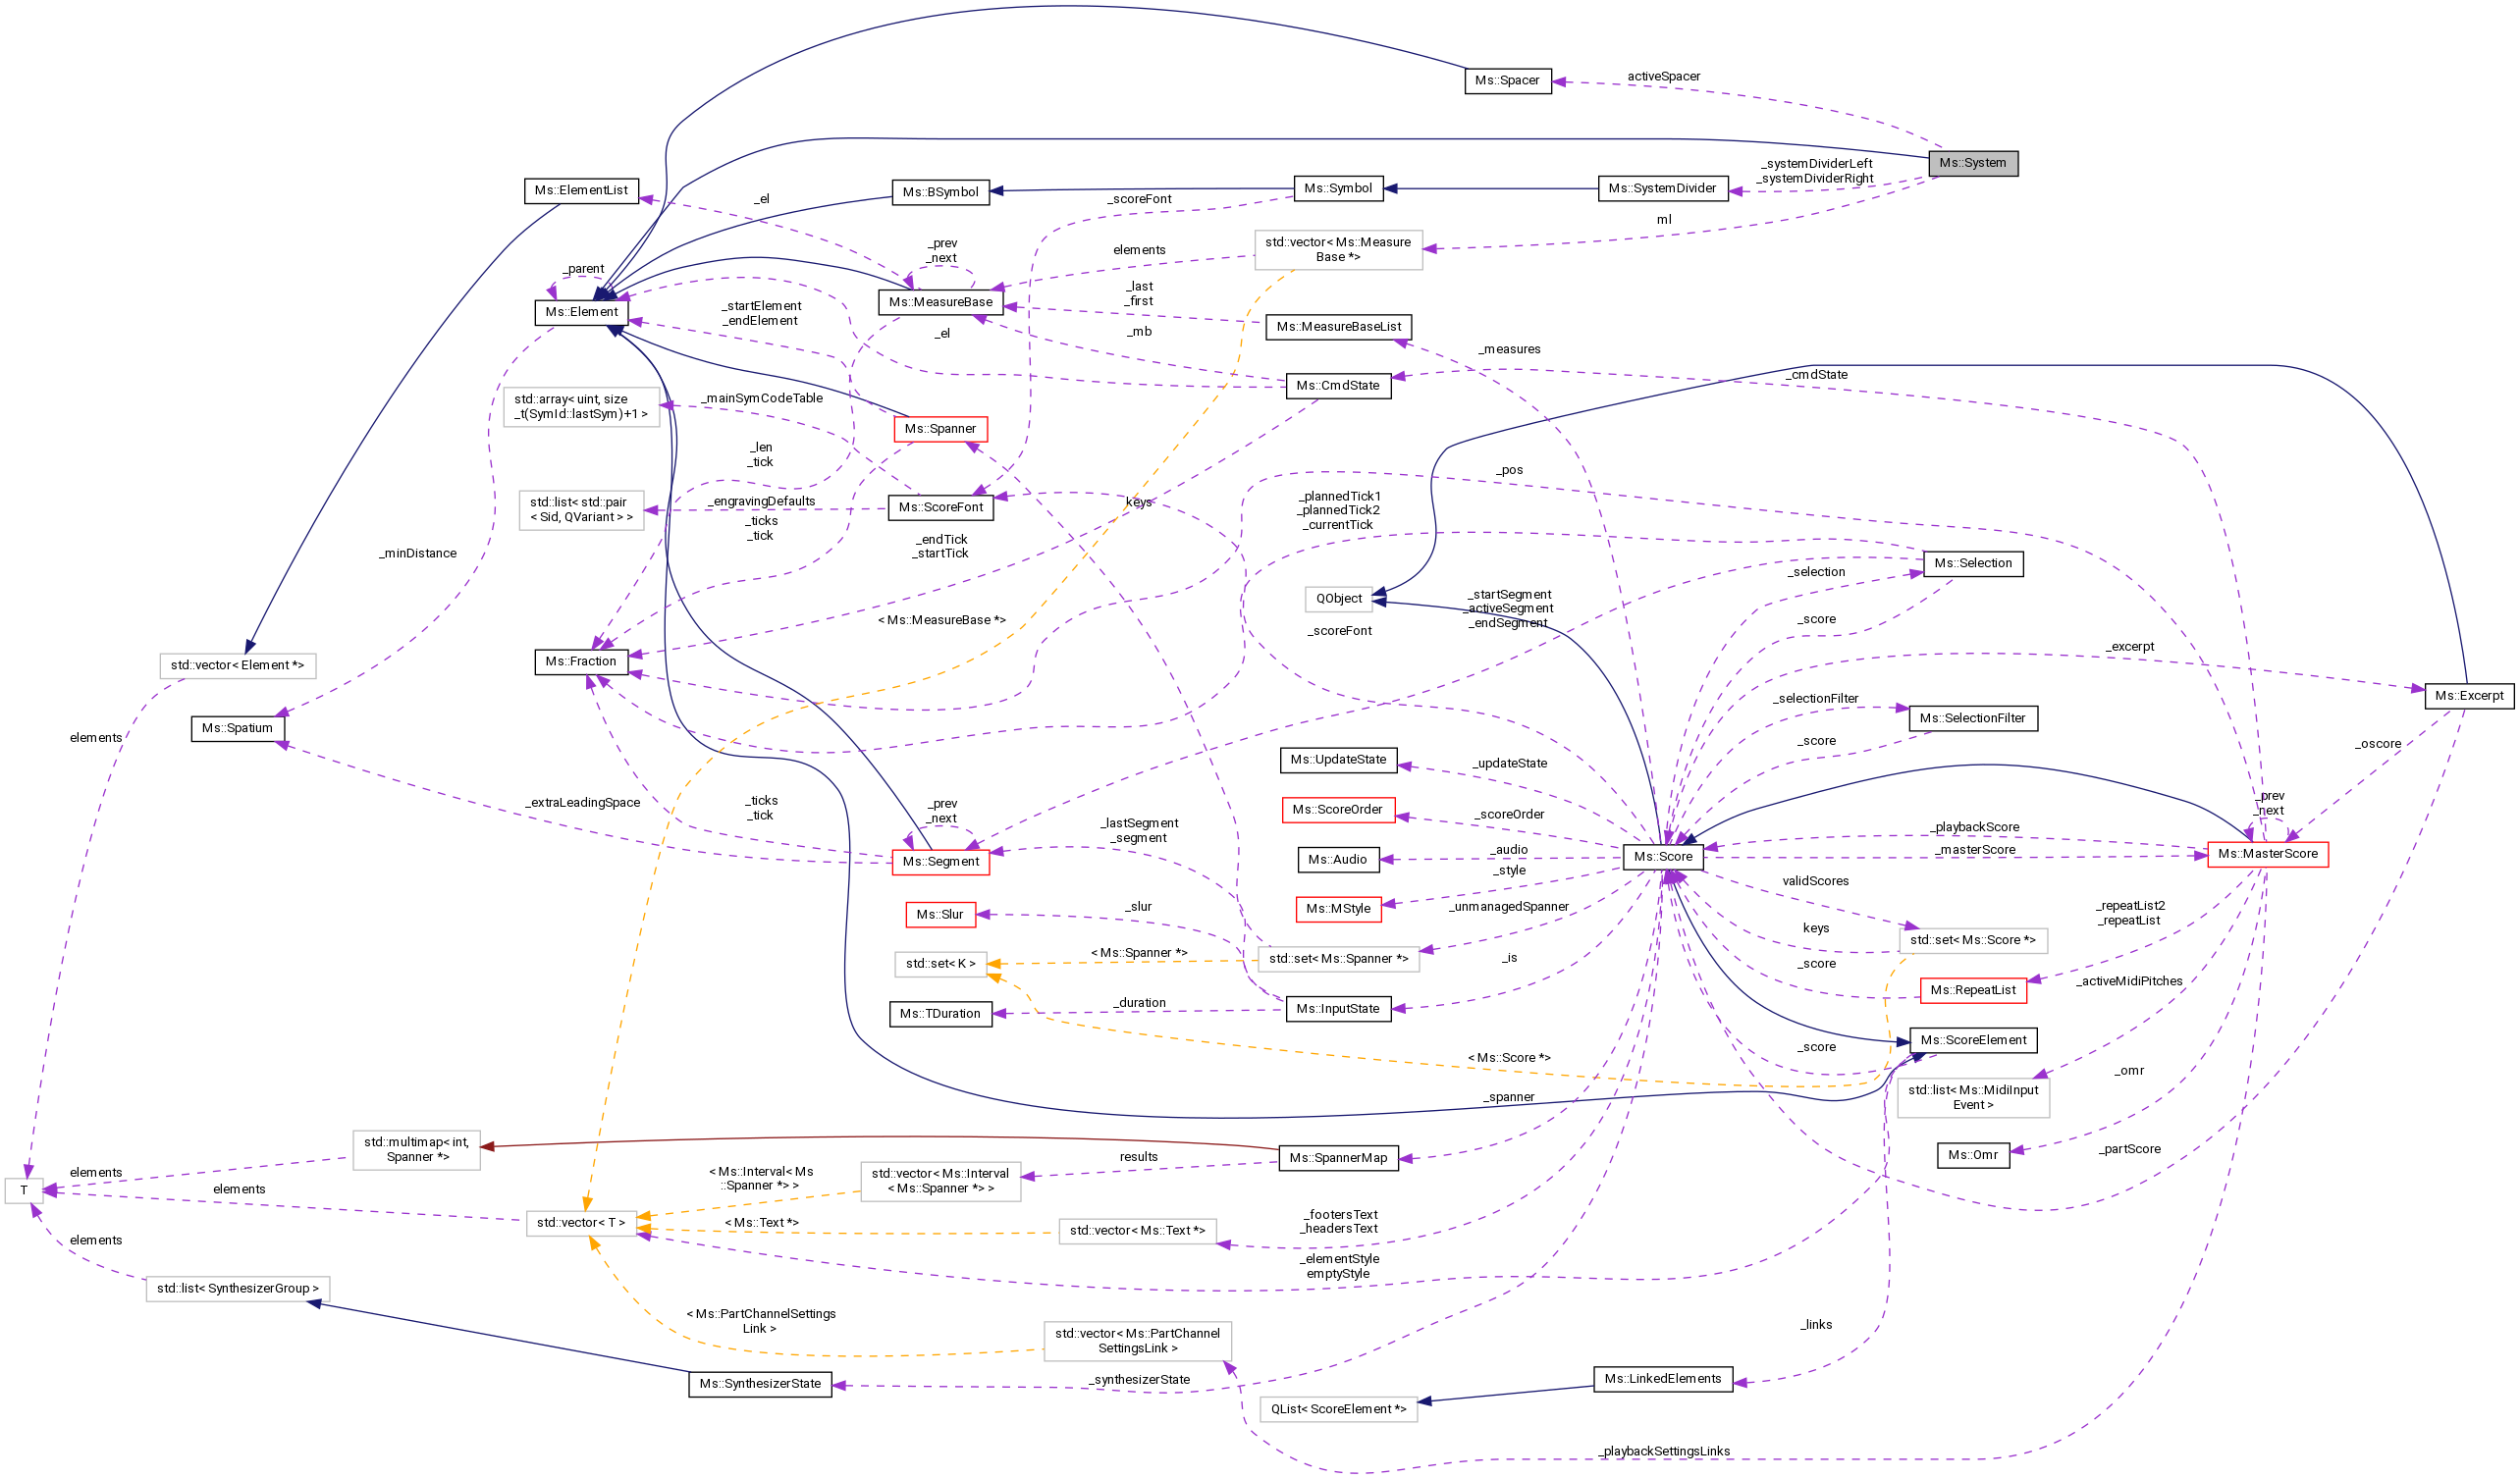 Ms::Spacer
activeSpacer
Ms::System
_systemDividerLeft
_systemDividerRight
Ms::ElementList
_el
Ms::BSymbol
Ms::Symbol
Ms::SystemDivider
_scoreFont
ml
_prev
_next
elements
std::vector< Ms::Measure
Base *>
_parent
Ms::Element
_startElement
_endElement
Ms::MeasureBase
_last
_first
Ms::MeasureBaseList
_el
_mb
_measures
Ms::CmdState
_cmdState
std::array< uint, size
_t(SymId::lastSym)+1 >
_mainSymCodeTable
Ms::Spanner
_len
_tick
_pos
std::list< std::pair
< Sid, QVariant > >
_engravingDefaults
Ms::ScoreFont
keys
_plannedTick1
_plannedTick2
_currentTick
_ticks
_tick
_endTick
_startTick
_minDistance
Ms::Selection
_selection
QObject
_startSegment
_activeSegment
_endSegment
< Ms::MeasureBase *>
_scoreFont
_score
std::vector< Element *>
Ms::Fraction
_excerpt
Ms::Excerpt
Ms::Spatium
_selectionFilter
Ms::SelectionFilter
_score
_oscore
Ms::UpdateState
_updateState
_extraLeadingSpace
_ticks
_tick
_prev
_next
Ms::ScoreOrder
_scoreOrder
_prev
_next
elements
_lastSegment
_segment
_playbackScore
Ms::Segment
Ms::Audio
_audio
Ms::Score
_masterScore
Ms::MasterScore
_style
validScores
Ms::Slur
_slur
Ms::MStyle
_unmanagedSpanner
_repeatList2
_repeatList
keys
std::set< Ms::Score *>
std::set< K >
< Ms::Spanner *>
std::set< Ms::Spanner *>
_is
_score
Ms::RepeatList
_activeMidiPitches
Ms::TDuration
_duration
Ms::InputState
Ms::ScoreElement
_score
< Ms::Score *>
_omr
std::list< Ms::MidiInput
Event >
_spanner
std::multimap< int,
Spanner *>
Ms::SpannerMap
Ms::Omr
_partScore
results
elements
T
elements
< Ms::Interval< Ms
::Spanner *> >
std::vector< Ms::Interval
< Ms::Spanner *> >
std::vector< T >
< Ms::Text *>
std::vector< Ms::Text *>
_footersText
_headersText
elements
_elementStyle
emptyStyle
std::list< SynthesizerGroup >
< Ms::PartChannelSettings
Link >
std::vector< Ms::PartChannel
SettingsLink >
_links
Ms::SynthesizerState
_synthesizerState
Ms::LinkedElements
QList< ScoreElement *>
_playbackSettingsLinks